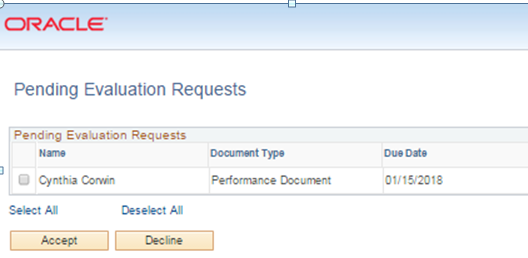 ORACLE
Pending Evaluation Requests
Pending Evaluation Requests
Name Document Type Due Date
Cynthia Corwin Performance Document 01/15/2018
Select All Deselect All
Accept Decline